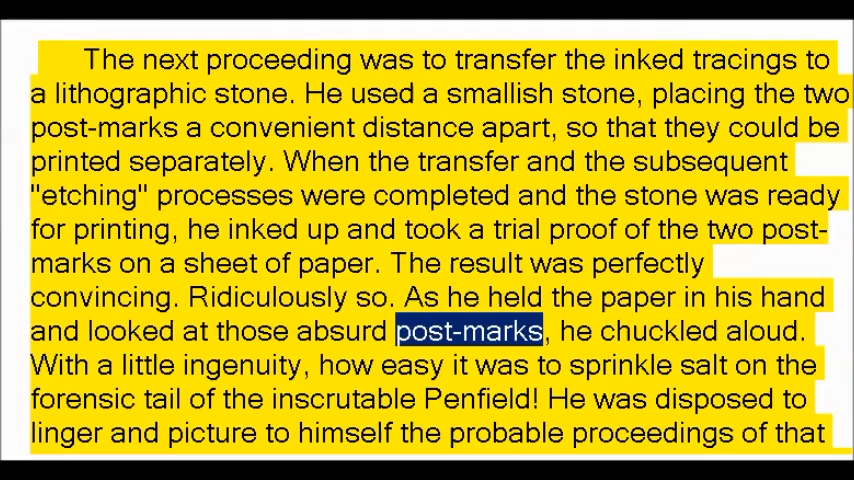 The next proceeding was to transfer the inked tracings to
a lithographic stone. He used a smallish stone, placing the two
post-marks a convenient distance apart, so that they could be
printed separately. When the transfer and the subsequent
"etching" processes were completed and the stone was ready
for printing, he inked up and took a trial proof of the two post-
marks on a sheet of paper. The result was perfectly
convincing. Ridiculously so. As he held the paper in his hand
and looked at those absurd post-marks, he chuckled aloud.
With a little ingenuity, how easy it was to sprinkle salt on the
forensic tail of the inscrutable Penfield! He was disposed to
linger and picture to himself the probable proceedings of that